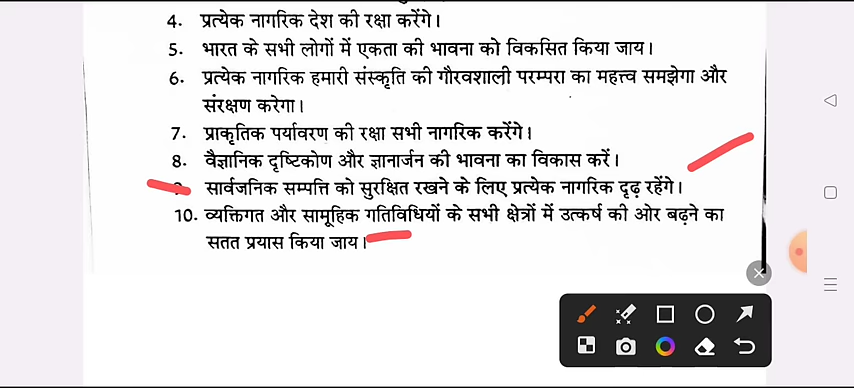 4. प्रत्येक नागरिक देश की रक्षा करेंगे।
5. भारत के सभी लोगों में एकता की भावना को विकसित किया जाय।
6. प्रत्येक नागरिक हमारी संस्कृति की गौरवशाली परम्परा का महत्त्व समझेगा और
संरक्षण करेगा।
7. प्राकृतिक पर्यावरण की रक्षा सभी नागरिक करेंगे।
8. वैज्ञानिक दृष्टिकोण और ज्ञानार्जन की भावना का विकास करें।
सार्वजनिक सम्पत्ति को सुरक्षित रखने के लिए प्रत्येक नागरिक दृढ़ रहेंगे।
10. व्यक्तिगत और सामूहिक गतिविधियों के सभी क्षेत्रों में उत्कर्ष की ओर बढ़ने का
सतत प्रयास किया जाय।